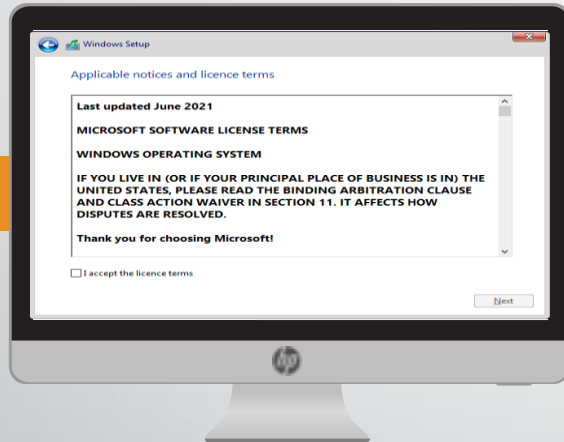 Windows Setup
Applicable notices and licence terms
Last updated June 2021
MICROSOFT SOFTWARE LICENSE TERMS
WINDOWS OPERATING SYSTEM
IF YOU LIVE IN (OR IF YOUR PRINCIPAL PLACE OF BUSINESS IS IN) THE
UNITED STATES, PLEASE READ THE BINDING ARBITRATION CLAUSE
AND CLASS ACTION WAIVER IN SECTION 11. IT AFFECTS HOW
DISPUTES ARE RESOLVED.
Thank you for choosing Microsoft!
I accept the licence terms
Next
hp